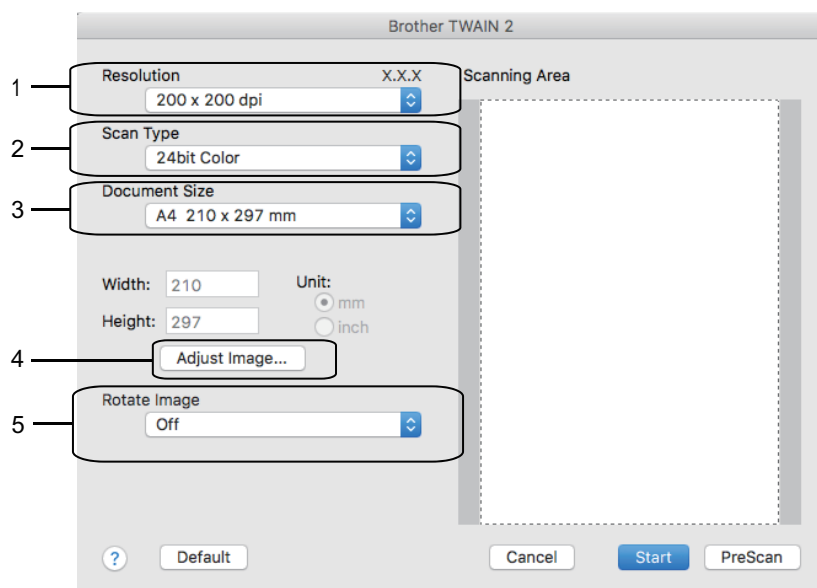 Brother TWAIN 2
1
Resolution X.X.X
200 x 200 dpi
2
Scan Type
24bit Color
3
Document Size
A4 210 x 297 mm
Width: 210
Unit:
mm
Height: 297
inch
4
Adjust Image...
5
Rotate Image
Off
Scanning Area
?
Default
Cancel
Start
PreScan